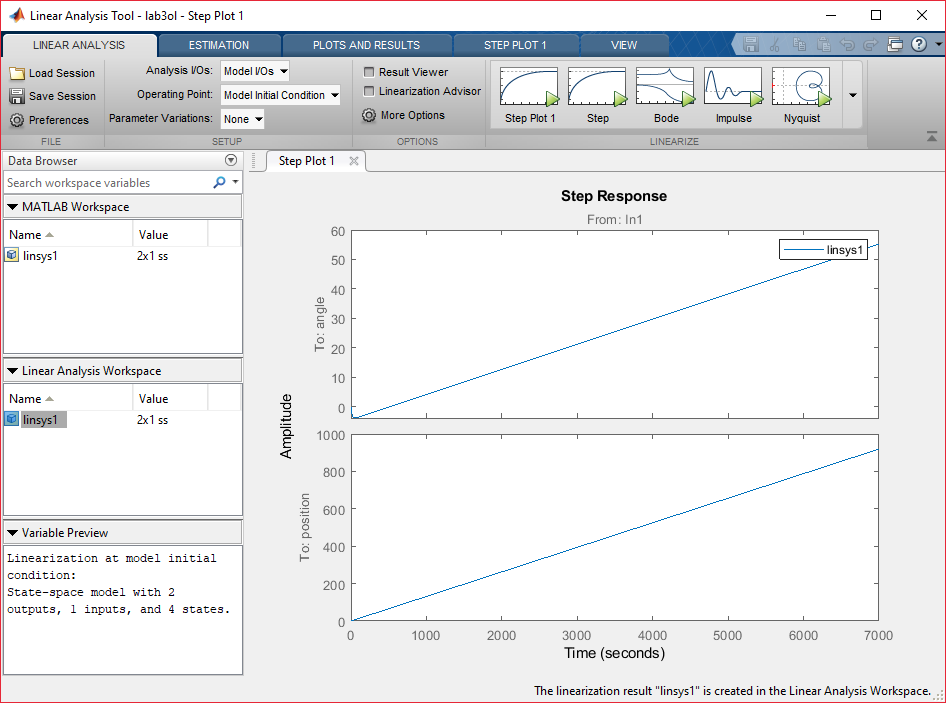 Linear Analysis Tool - lab3ol - Step Plot 1
LINEAR ANALYSIS
ESTIMATION
PLOTS AND RESULTS
STEP PLOT 1
VIEW
Load Session
Save Session
Preferences
FILE
Analysis I/Os: Model I/Os
Operating Point: Model Initial Condition
Parameter Variations: None
SETUP
Result Viewer
Linearization Advisor
More Options
OPTIONS
Step Plot 1
Step
Bode
Impulse
Nyquist
LINEARIZE
Data Browser
Search workspace variables
MATLAB Workspace
Name Value
linsys1 2x1 ss
Linear Analysis Workspace
Name Value
linsys1 2x1 ss
Variable Preview
Linearization at model initial
condition:
State-space model with 2
outputs, 1 inputs, and 4 states.
Step Plot 1
Step Response
From: In1
linsys1
60
50
40
30
20
10
0
To: angle
Amplitude
1000
800
600
400
200
0
To: position
0 1000 2000 3000 4000 5000 6000 7000
Time (seconds)
The linearization result "linsys1" is created in the Linear Analysis Workspace.